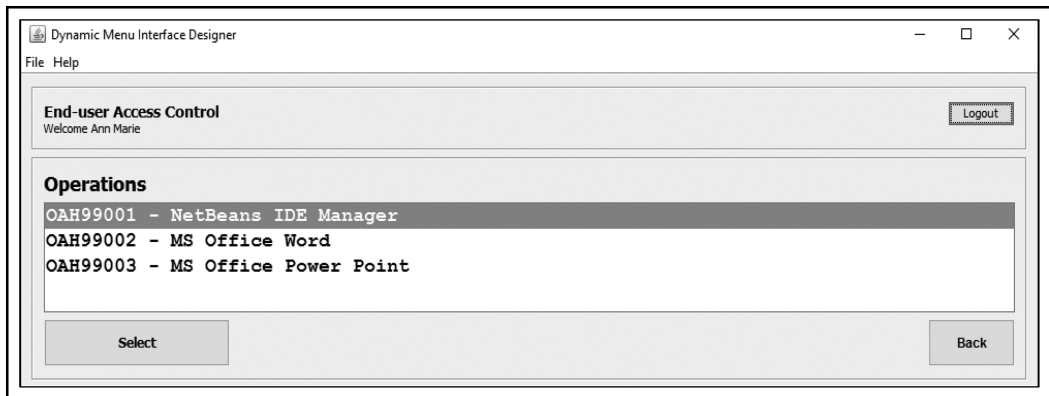 Dynamic Menu Interface Designer
File Help
End-user Access Control
Logout
Welcome Ann Marie
Operations
OAH99001 - NetBeans IDE Manager
OAH99002 - MS Office Word
OAH99003 - MS Office Power Point
Select Back